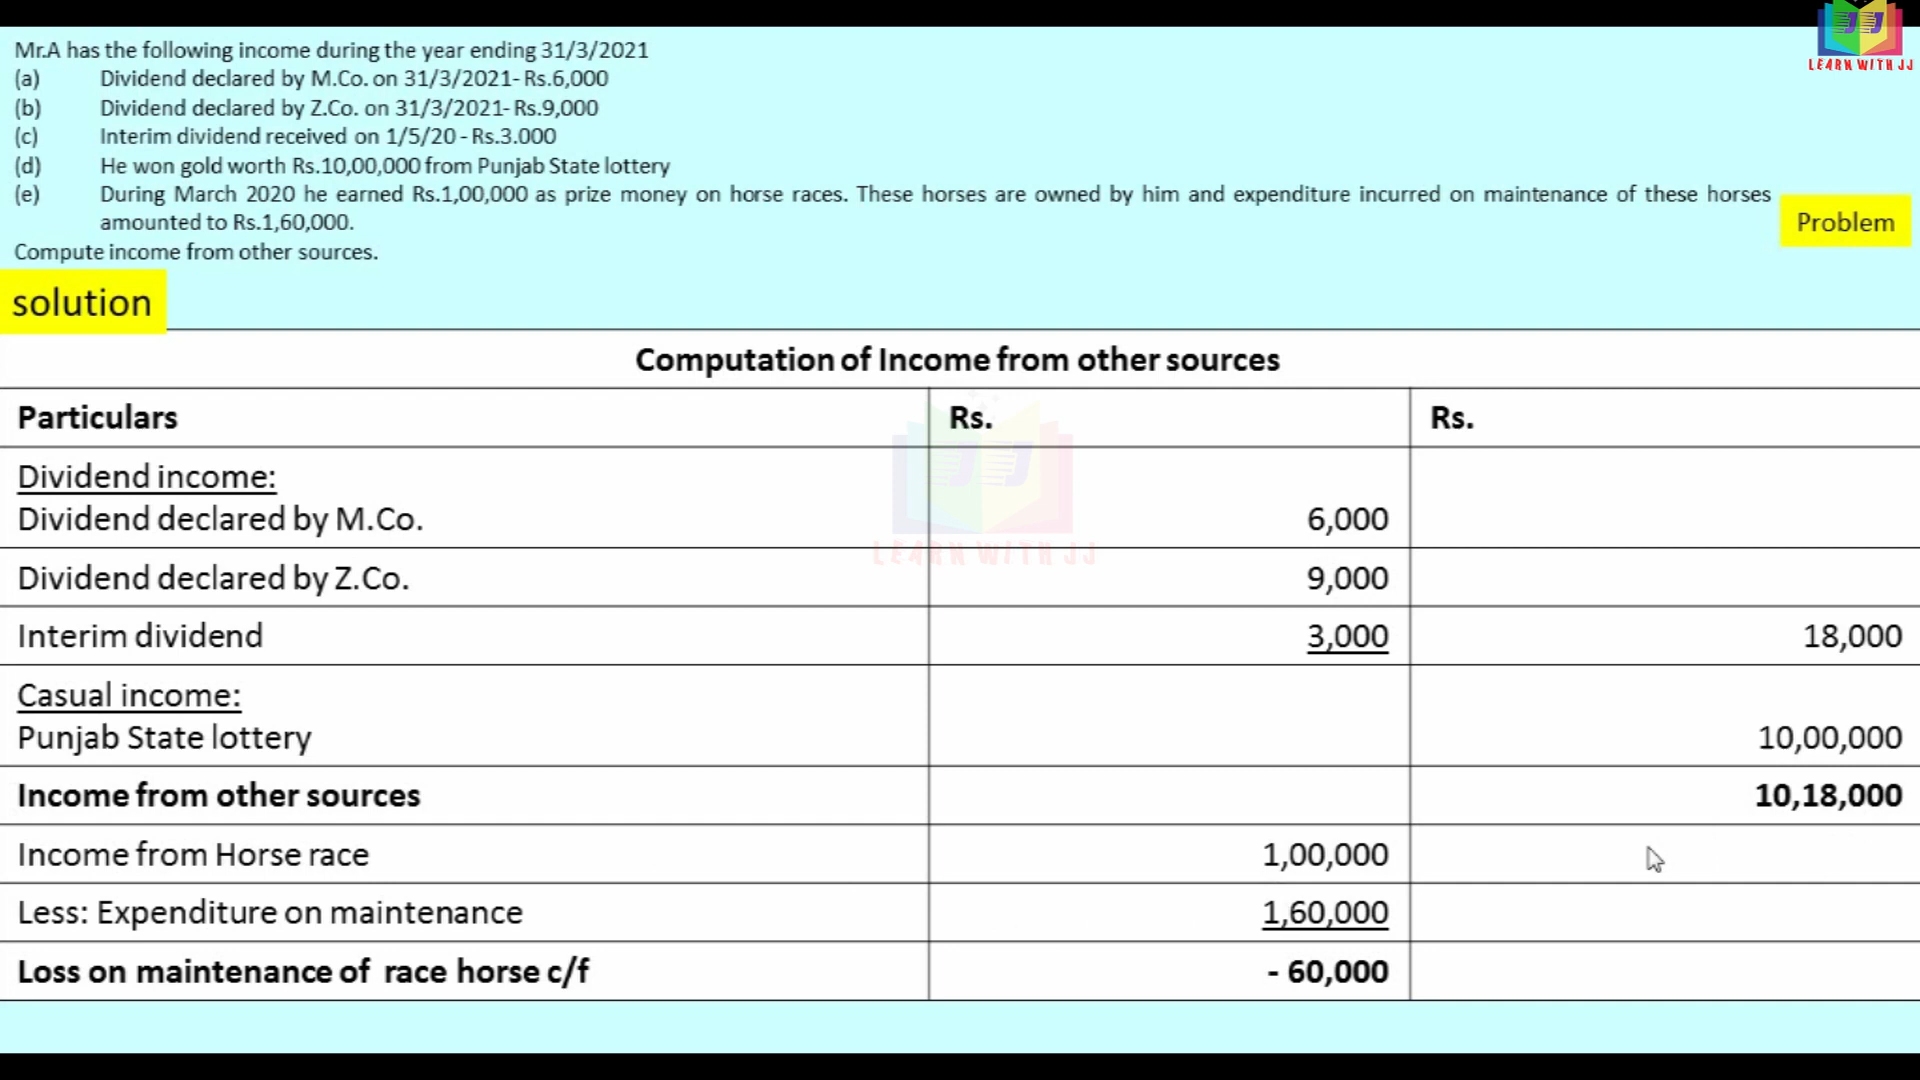 LEARN WITH JJ
Mr.A has the following income during the year ending 31/3/2021
(a) Dividend declared by M.Co. on 31/3/2021- Rs.6,000
(b) Dividend declared by Z.Co. on 31/3/2021- Rs.9,000
(c) Interim dividend received on 1/5/20 - Rs.3.000
(d) He won gold worth Rs.10,00,000 from Punjab State lottery
(e) During March 2020 he earned Rs.1,00,000 as prize money on horse races. These horses are owned by him and expenditure incurred on maintenance of these horses
amounted to Rs.1,60,000.
Problem
Compute income from other sources.
solution
Computation of Income from other sources
Particulars Rs. Rs.
Dividend income:
Dividend declared by M.Co. 6,000
LEARN WITH JJ
Dividend declared by Z.Co. 9,000
Interim dividend 3,000 18,000
Casual income:
Punjab State lottery 10,00,000
Income from other sources 10,18,000
Income from Horse race 1,00,000
Less: Expenditure on maintenance 1,60,000
Loss on maintenance of race horse c/f - 60,000